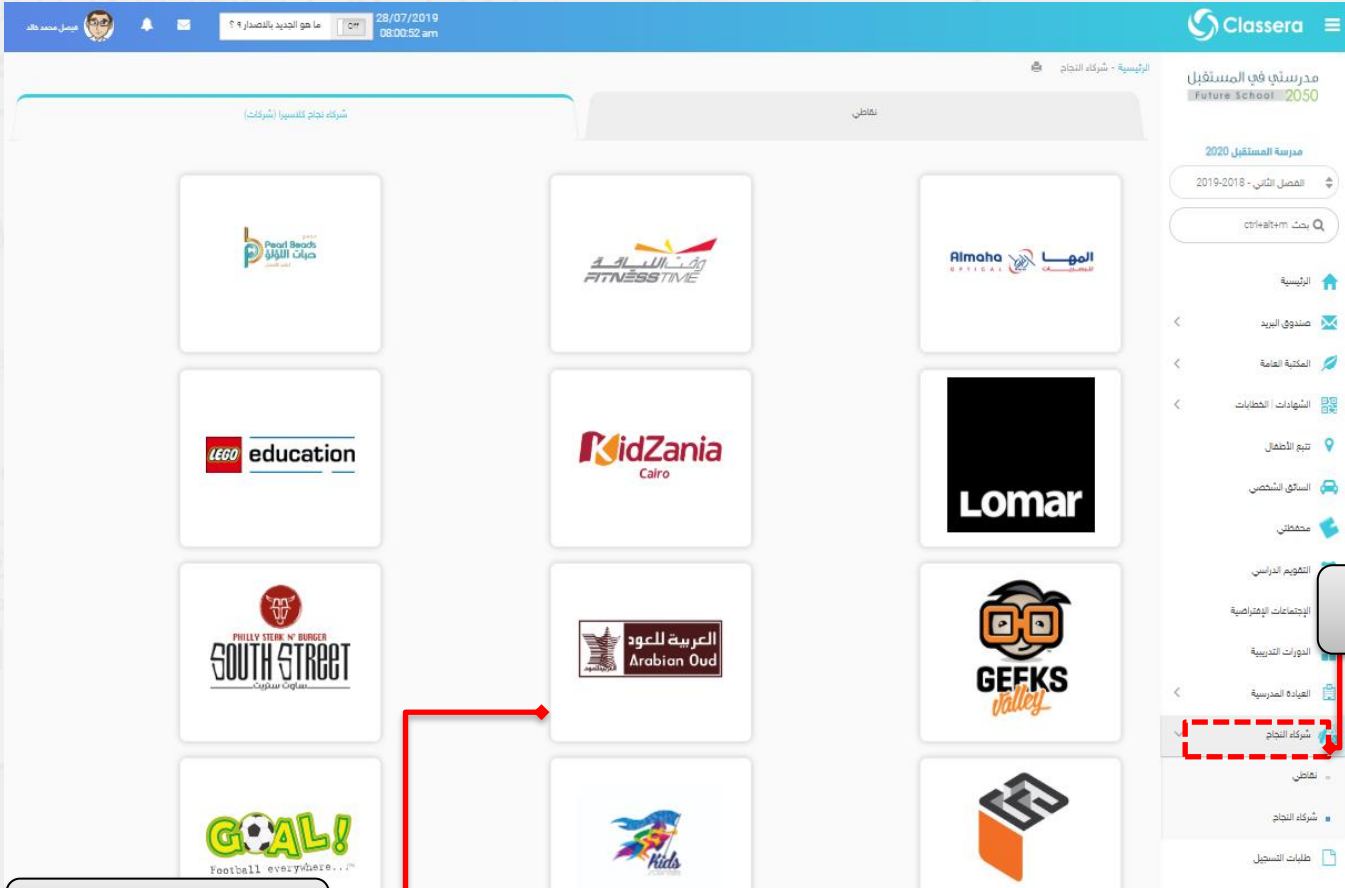 Classera
28/07/2019
08:00:52 am
Off
ما هو الجديد بالاصدار ٩ ؟
فيصل محمد خالد
مدرستي في المستقبل
Future School 2050
مدرسة المستقبل 2020
الفصل الثاني - 2018-2019
بحث ctrl+alt+m
الرئيسية
صندوق البريد
المكتبة العامة
الشهادات | الخطابات
تتبع الأطفال
السائق الشخصي
محفظتي
التقويم الدراسي
الإجتماعات الإفتراضية
الدورات التدريبية
العيادة المدرسية
شركاء النجاح
نقاطي
شركاء النجاح
طلبات التسجيل
الرئيسية - شركاء النجاح
نقاطي
شركاء نجاح كلاسيرا (شركات)
Almaha المها
OPTICAL للبصريات
وقت اللياقة
FITNESS TIME
Pearl Beads
حبات اللؤلؤ
LOMAR
KidZania
Cairo
LEGO education
GEEKS
Valley
العربية للعود
Arabian Oud
PHILLY STEAK N' BURGER
SOUTH STREET
ساوث ستريت
Kids
GOAL!
Football everywhere...